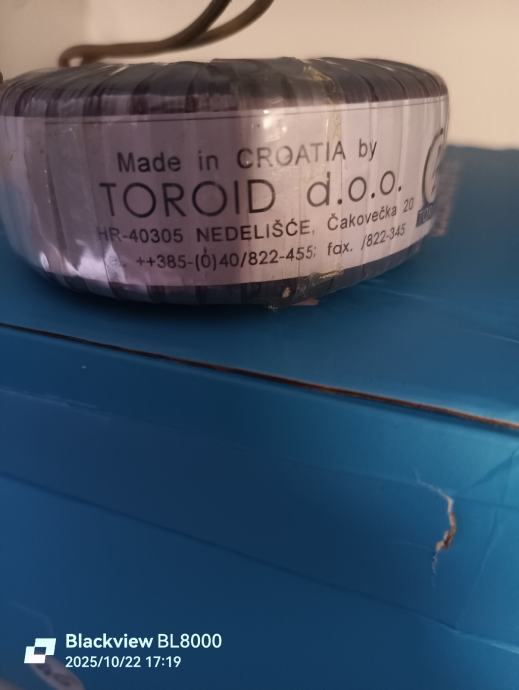 Made in CROATIA by
TOROID d.o.o.
HR-40305 NEDELIŠĆE, Čakovečka 20
++385-(0)40/822-455; fax. /822-345
Blackview BL8000
2025/10/22 17:19